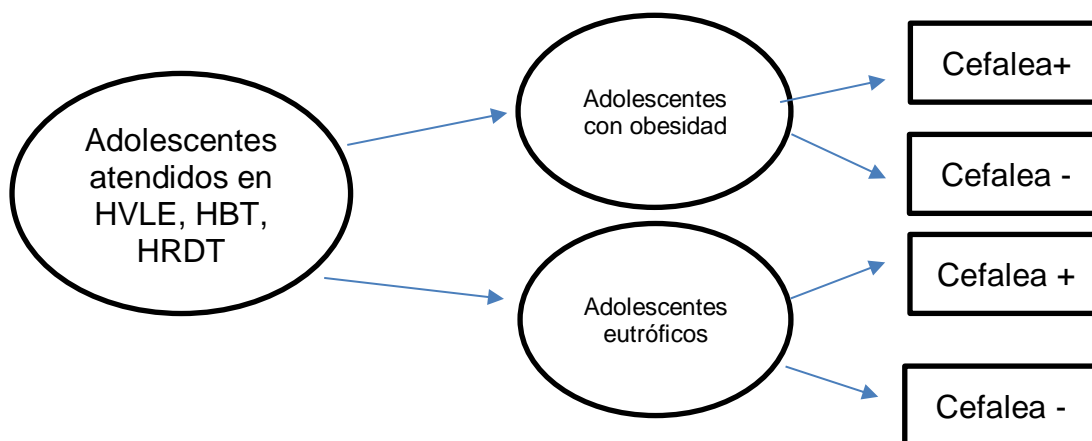 Adolescentes
atendidos en
HVLE, HBT,
HRDT
Adolescentes
con obesidad
Cefalea+
Cefalea -
Adolescentes
eutróficos
Cefalea +
Cefalea -